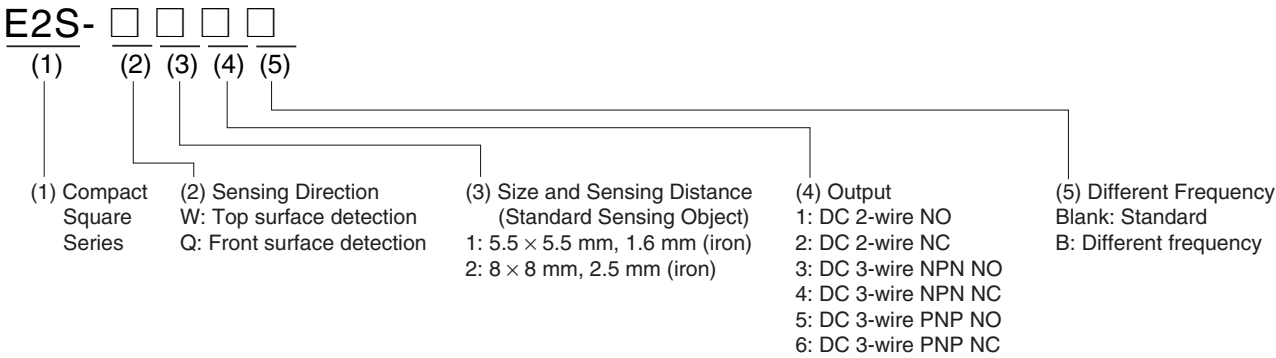 E2S- □ □ □ □
(1) (2) (3) (4) (5)
(1) Compact
Square
Series
(2) Sensing Direction
W: Top surface detection
Q: Front surface detection
(3) Size and Sensing Distance
(Standard Sensing Object)
1: 5.5 × 5.5 mm, 1.6 mm (iron)
2: 8 × 8 mm, 2.5 mm (iron)
(4) Output
1: DC 2-wire NO
2: DC 2-wire NC
3: DC 3-wire NPN NO
4: DC 3-wire NPN NC
5: DC 3-wire PNP NO
6: DC 3-wire PNP NC
(5) Different Frequency
Blank: Standard
B: Different frequency